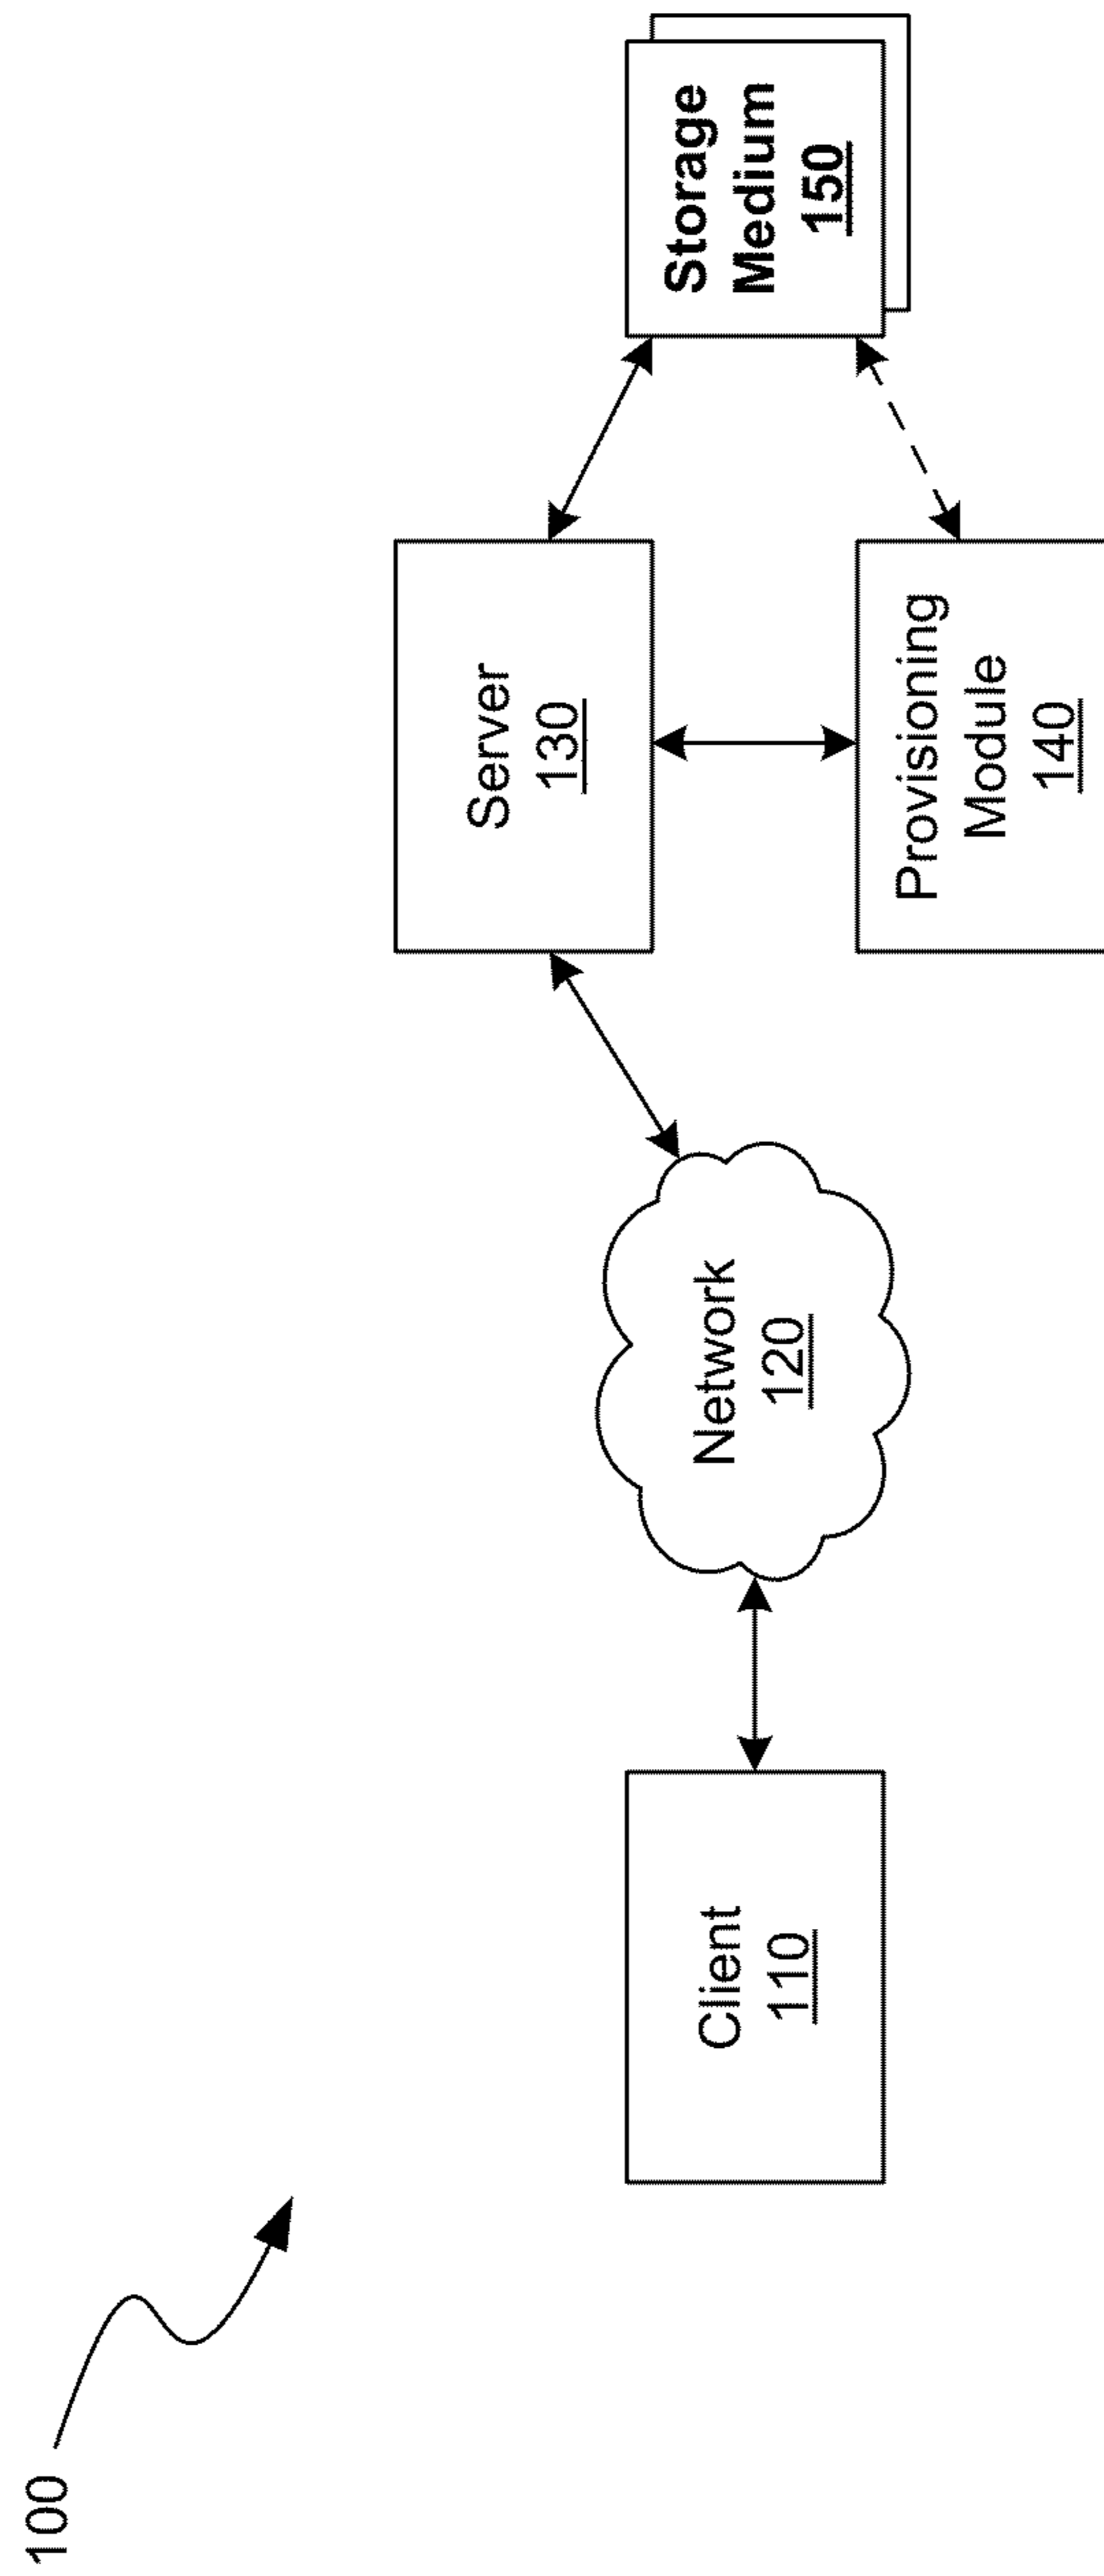 100
Client
110
Network
120
Server
130
Provisioning
Module
140
Storage
Medium
150